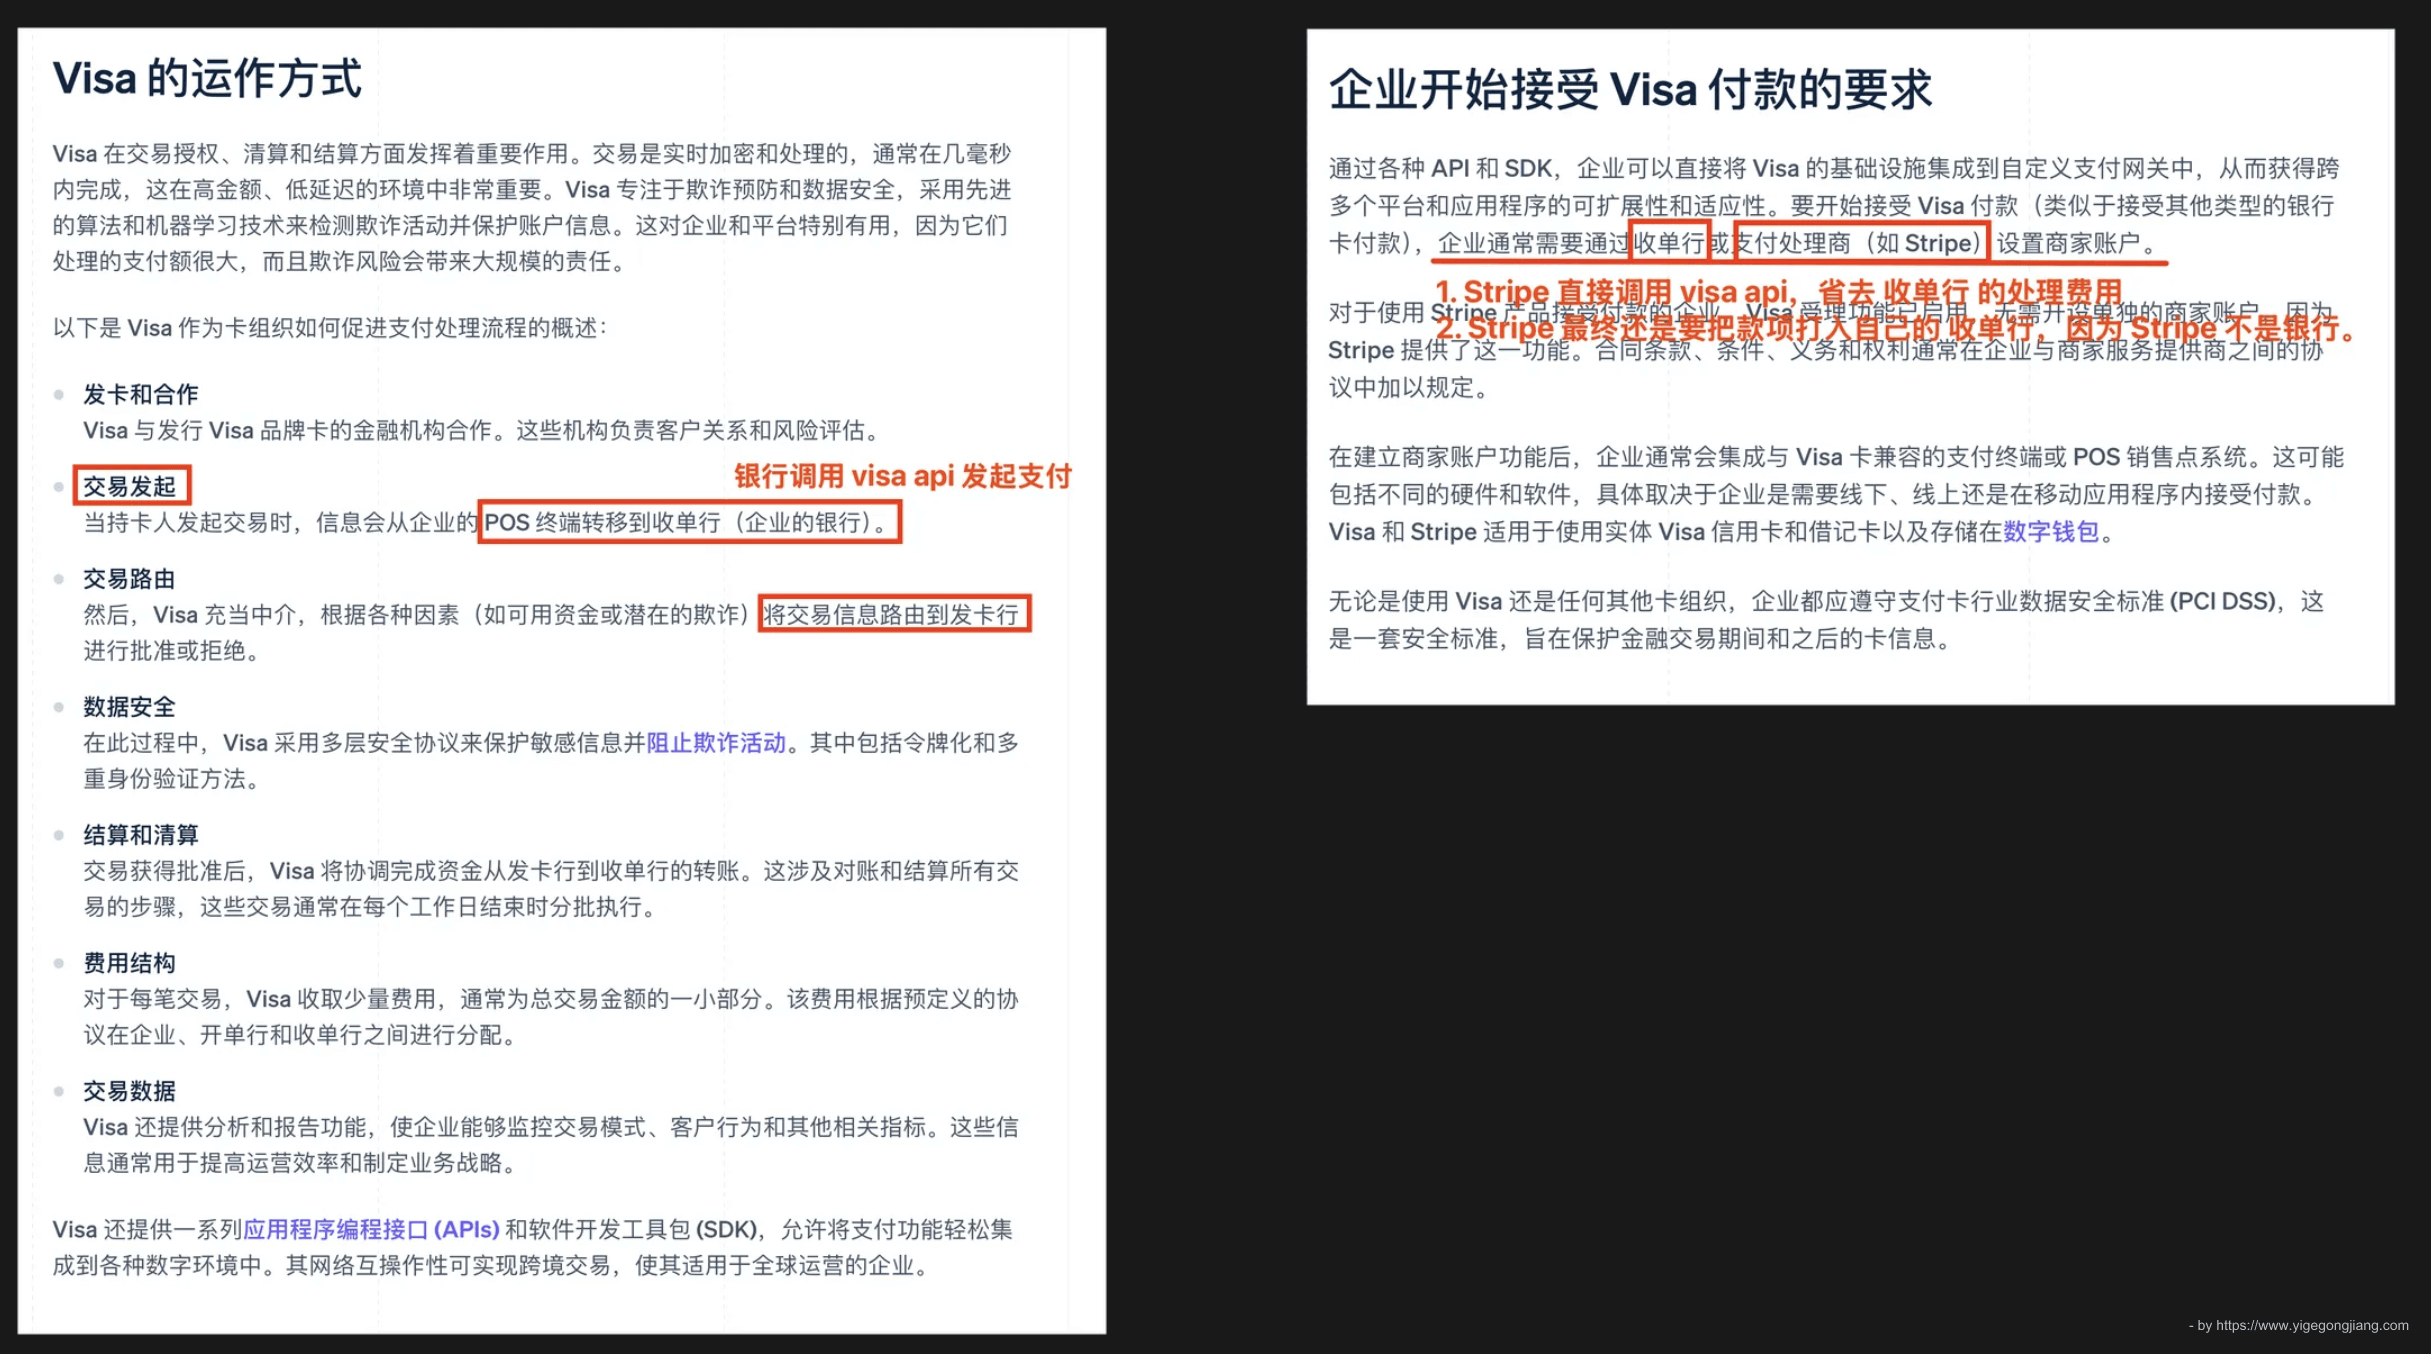 Visa 的运作方式
Visa 在交易授权、清算和结算方面发挥着重要作用。交易是实时加密和处理的，通常在几毫秒
内完成，这在高金额、低延迟的环境中非常重要。Visa 专注于欺诈预防和数据安全，采用先进
的算法和机器学习技术来检测欺诈活动并保护账户信息。这对企业和平台特别有用，因为它们
处理的支付额很大，而且欺诈风险会带来大规模的责任。
以下是 Visa 作为卡组织如何促进支付处理流程的概述：
发卡和合作
Visa 与发行 Visa 品牌卡的金融机构合作。这些机构负责客户关系和风险评估。
交易发起
银行调用 visa api 发起支付
当持卡人发起交易时，信息会从企业的 POS 终端转移到收单行（企业的银行）。
交易路由
然后，Visa 充当中介，根据各种因素（如可用资金或潜在的欺诈）将交易信息路由到发卡行
进行批准或拒绝。
数据安全
在此过程中，Visa 采用多层安全协议来保护敏感信息并阻止欺诈活动。其中包括令牌化和多
重身份验证方法。
结算和清算
交易获得批准后，Visa 将协调完成资金从发卡行到收单行的转账。这涉及对账和结算所有交
易的步骤，这些交易通常在每个工作日结束时分批执行。
费用结构
对于每笔交易，Visa 收取少量费用，通常为总交易金额的一小部分。该费用根据预定义的协
议在企业、开单行和收单行之间进行分配。
交易数据
Visa 还提供分析和报告功能，使企业能够监控交易模式、客户行为和其他相关指标。这些信
息通常用于提高运营效率和制定业务战略。
Visa 还提供一系列应用程序编程接口 (APIs) 和软件开发工具包 (SDK)，允许将支付功能轻松集
成到各种数字环境中。其网络互操作性可实现跨境交易，使其适用于全球运营的企业。
企业开始接受 Visa 付款的要求
通过各种 API 和 SDK，企业可以直接将 Visa 的基础设施集成到自定义支付网关中，从而获得跨
多个平台和应用程序的可扩展性和适应性。要开始接受 Visa 付款（类似于接受其他类型的银行
卡付款），企业通常需要通过收单行或支付处理商（如 Stripe）设置商家账户。
1. Stripe 直接调用 visa api，省去 收单行 的处理费用
对于使用 Stripe 产品接受付款的企业，Visa 受理功能已启用，无需开设单独的商家账户，因为
2. Stripe 最终还是要把款项打入自己的 收单行，因为 Stripe 不是银行。
Stripe 提供了这一功能。合同条款、条件、义务和权利通常在企业与商家服务提供商之间的协
议中加以规定。
在建立商家账户功能后，企业通常会集成与 Visa 卡兼容的支付终端或 POS 销售点系统。这可能
包括不同的硬件和软件，具体取决于企业是需要线下、线上还是在移动应用程序内接受付款。
Visa 和 Stripe 适用于使用实体 Visa 信用卡和借记卡以及存储在数字钱包。
无论是使用 Visa 还是任何其他卡组织，企业都应遵守支付卡行业数据安全标准 (PCI DSS)，这
是一套安全标准，旨在保护金融交易期间和之后的卡信息。
- by https://www.yigegongjiang.com